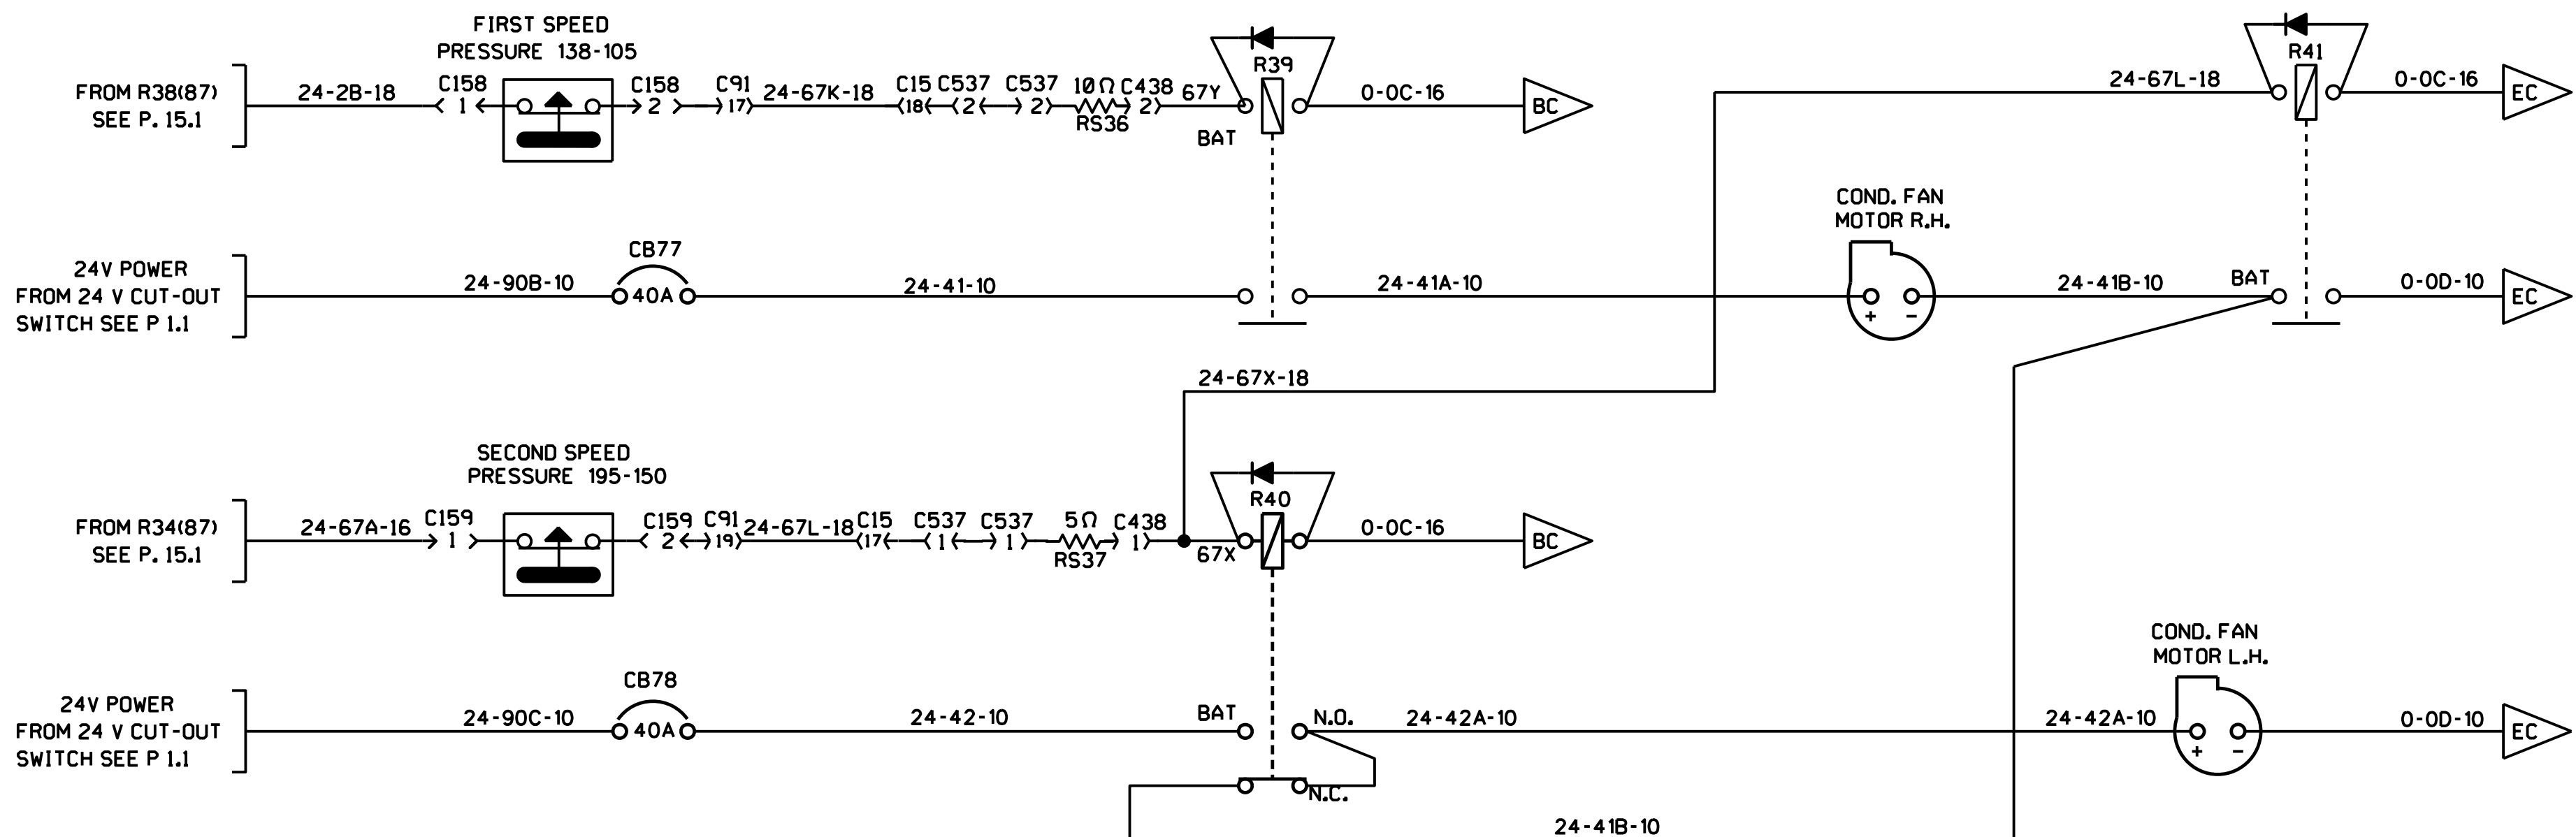 FIRST SPEED
PRESSURE 138-105
R39
R41
FROM R38(87)
SEE P. 15.1
24-2B-18
C158
1
C158
2
C91
17
24-67K-18
C15
18
C537
2
C537
2
10Ω
RS36
C438
2
67Y
BAT
0-0C-16
BC
24-67L-18
0-0C-16
EC
COND. FAN
MOTOR R.H.
24V POWER
FROM 24 V CUT-OUT
SWITCH SEE P 1.1
24-90B-10
CB77
40A
24-41-10
24-41A-10
+ -
24-41B-10
BAT
0-0D-10
EC
24-67X-18
SECOND SPEED
PRESSURE 195-150
R40
FROM R34(87)
SEE P. 15.1
24-67A-16
C159
1
C159
2
C91
19
24-67L-18
C15
17
C537
1
C537
1
5Ω
RS37
C438
1
67X
0-0C-16
BC
COND. FAN
MOTOR L.H.
24V POWER
FROM 24 V CUT-OUT
SWITCH SEE P 1.1
24-90C-10
CB78
40A
24-42-10
BAT
N.O.
24-42A-10
24-42A-10
+ -
0-0D-10
EC
N.C.
24-41B-10